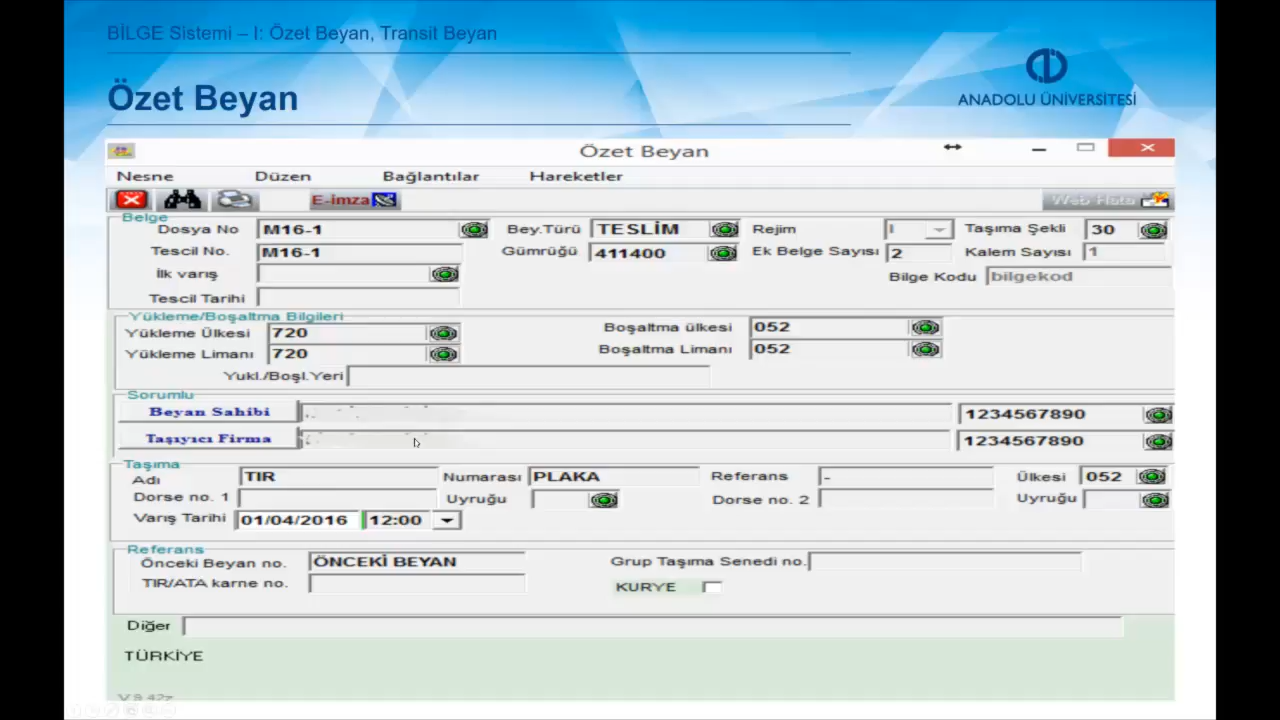 BİLGE Sistemi – I: Özet Beyan, Transit Beyan
Özet Beyan
ANADOLU ÜNİVERSİTESİ
Özet Beyan
Nesne Düzen Bağlantılar Hareketler
E-imza Web Hata
Belge
Dosya No M16-1 Bey.Türü TESLİM Rejim I Taşıma Şekli 30
Tescil No. M16-1 Gümrüğü 411400 Ek Belge Sayısı 2 Kalem Sayısı 1
İlk varış Bilge Kodu bilgekod
Tescil Tarihi
Yükleme/Boşaltma Bilgileri
Yükleme Ülkesi 720 Boşaltma ülkesi 052
Yükleme Limanı 720 Boşaltma Limanı 052
Yukl./Boşl.Yeri
Sorumlu
Beyan Sahibi 1234567890
Taşıyıcı Firma 1234567890
Taşıma
Adı TIR Numarası PLAKA Referans - Ülkesi 052
Dorse no. 1 Uyruğu Dorse no. 2 Uyruğu
Varış Tarihi 01/04/2016 12:00
Referans
Önceki Beyan no. ÖNCEKİ BEYAN Grup Taşıma Senedi no.
TIR/ATA karne no. KURYE
Diğer
TÜRKİYE